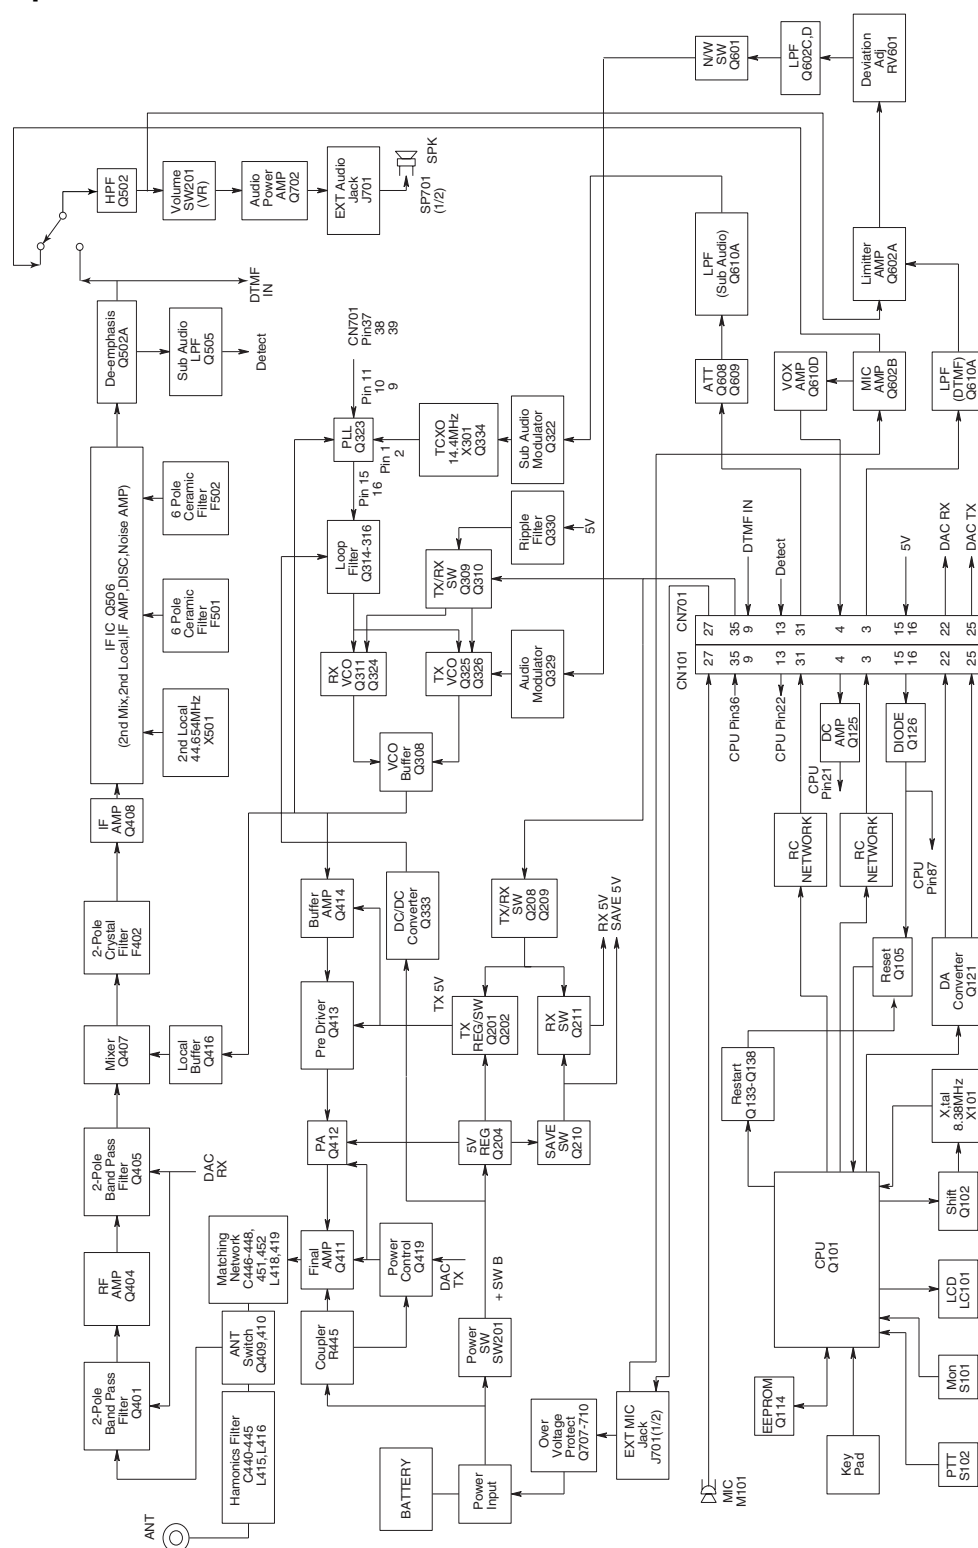 ANT
Hamonics Filter
C440-445
L415,L416
2-Pole
Band Pass
Filter
Q401
ANT
Switch
Q409,410
RF
AMP
Q404
Matching
Network
C446-448,
451,452
L418,419
2-Pole
Band Pass
Filter
Q405
DAC
RX
Mixer
Q407
Local
Buffer
Q416
2-Pole
Crystal
Filter
F402
IF
AMP
Q408
IF IC Q506
(2nd Mix,2nd Local,IF AMP,DISC,Noise AMP)
2nd Local
44.654MHz
X501
6 Pole
Ceramic
Filter
F501
6 Pole
Ceramic
Filter
F502
De-emphasis
Q502A
Sub Audio
LPF
Q505
Detect
DTMF
IN
HPF
Q502
Volume
SW201
(VR)
Audio
Power
AMP
Q702
EXT Audio
Jack
J701
SP701
(1/2)
SPK
BATTERY
Power
Input
Over
Voltage
Protect
Q707-710
EXT MIC
Jack
J701(1/2)
Coupler
R445
Power
SW
SW201
+ SW B
Final
AMP
Q411
Power
Control
Q419
DAC
TX
PA
Q412
5V
REG
Q204
SAVE
SW
Q210
Pre Driver
Q413
TX 5V
TX
REG/SW
Q201
Q202
RX
SW
Q211
RX 5V
SAVE 5V
Buffer
AMP
Q414
DC/DC
Converter
Q333
TX/RX
SW
Q208
Q209
VCO
Buffer
Q308
RX
VCO
Q311
Q324
TX
VCO
Q325
Q326
Audio
Modulator
Q329
Loop
Filter
Q314-316
TX/RX
SW
Q309
Q310
Ripple
Filter
Q330
5V
Pin 15
16
PLL
Q323
Pin 1
2
Pin 11
10
9
CN701
Pin37
38
39
TCXO
14.4MHz
X301
Q334
Sub Audio
Modulator
Q322
N/W
SW
Q601
LPF
Q602C,D
Deviation
Adj
RV601
LPF
(Sub Audio)
Q610A
Limitter
AMP
Q602A
ATT
Q608
Q609
VOX
AMP
Q610D
MIC
AMP
Q602B
LPF
(DTMF)
Q610A
DTMF IN
Detect
5V
DAC RX
DAC TX
CN701
27
35
9
13
31
4
3
15
16
22
25
CN101
27
35
9
13
31
4
3
15
16
22
25
CPU Pin36
CPU Pin22
DC
AMP
Q125
CPU
Pin21
DIODE
Q126
CPU
Pin87
RC
NETWORK
RC
NETWORK
Reset
Q105
DA
Converter
Q121
Restart
Q133-Q138
X,tal
8.38MHz
X101
CPU
Q101
Shift
Q102
LCD
LC101
Mon
S101
EEPROM
Q114
Key
Pad
PTT
S102
MIC
M101